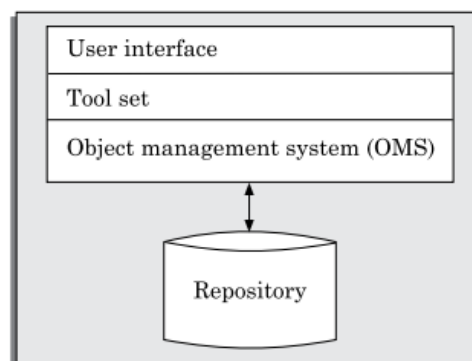 User interface
Tool set
Object management system (OMS)
Repository